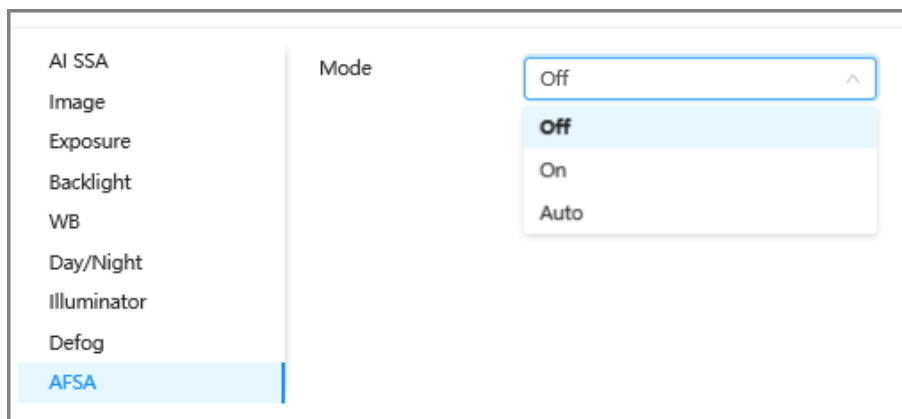 AI SSA
Image
Exposure
Backlight
WB
Day/Night
Illuminator
Defog
AFSA
Mode
Off
Off
On
Auto